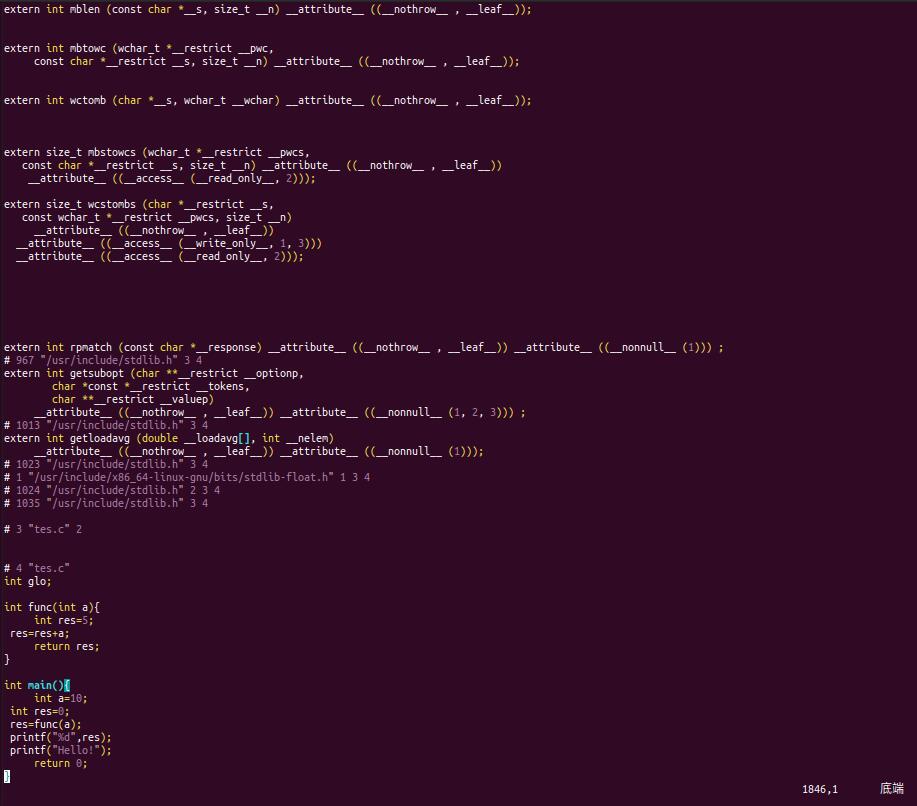 extern int mblen (const char *__s, size_t __n) __attribute__ ((__nothrow__ , __leaf__));
extern int mbtowc (wchar_t *__restrict __pwc,
const char *__restrict __s, size_t __n) __attribute__ ((__nothrow__ , __leaf__));
extern int wctomb (char *__s, wchar_t __wchar) __attribute__ ((__nothrow__ , __leaf__));
extern size_t mbstowcs (wchar_t *__restrict __pwcs,
const char *__restrict __s, size_t __n) __attribute__ ((__nothrow__ , __leaf__))
__attribute__ ((__access__ (__read_only__, 2)));
extern size_t wcstombs (char *__restrict __s,
const wchar_t *__restrict __pwcs, size_t __n)
__attribute__ ((__nothrow__ , __leaf__))
__attribute__ ((__access__ (__write_only__, 1, 3)))
__attribute__ ((__access__ (__read_only__, 2)));
extern int rpmatch (const char *__response) __attribute__ ((__nothrow__ , __leaf__)) __attribute__ ((__nonnull__ (1))) ;
# 967 "/usr/include/stdlib.h" 3 4
extern int getsubopt (char **__restrict __optionp,
char *const *__restrict __tokens,
char **__restrict __valuep)
__attribute__ ((__nothrow__ , __leaf__)) __attribute__ ((__nonnull__ (1, 2, 3))) ;
# 1013 "/usr/include/stdlib.h" 3 4
extern int getloadavg (double __loadavg[], int __nelem)
__attribute__ ((__nothrow__ , __leaf__)) __attribute__ ((__nonnull__ (1)));
# 1023 "/usr/include/stdlib.h" 3 4
# 1 "/usr/include/x86_64-linux-gnu/bits/stdlib-float.h" 1 3 4
# 1024 "/usr/include/stdlib.h" 2 3 4
# 1035 "/usr/include/stdlib.h" 3 4
# 3 "tes.c" 2
# 4 "tes.c"
int glo;
int func(int a){
int res=5;
res=res+a;
return res;
}
int main(){
int a=10;
int res=0;
res=func(a);
printf("%d",res);
printf("Hello!");
return 0;
}
1846,1 底端